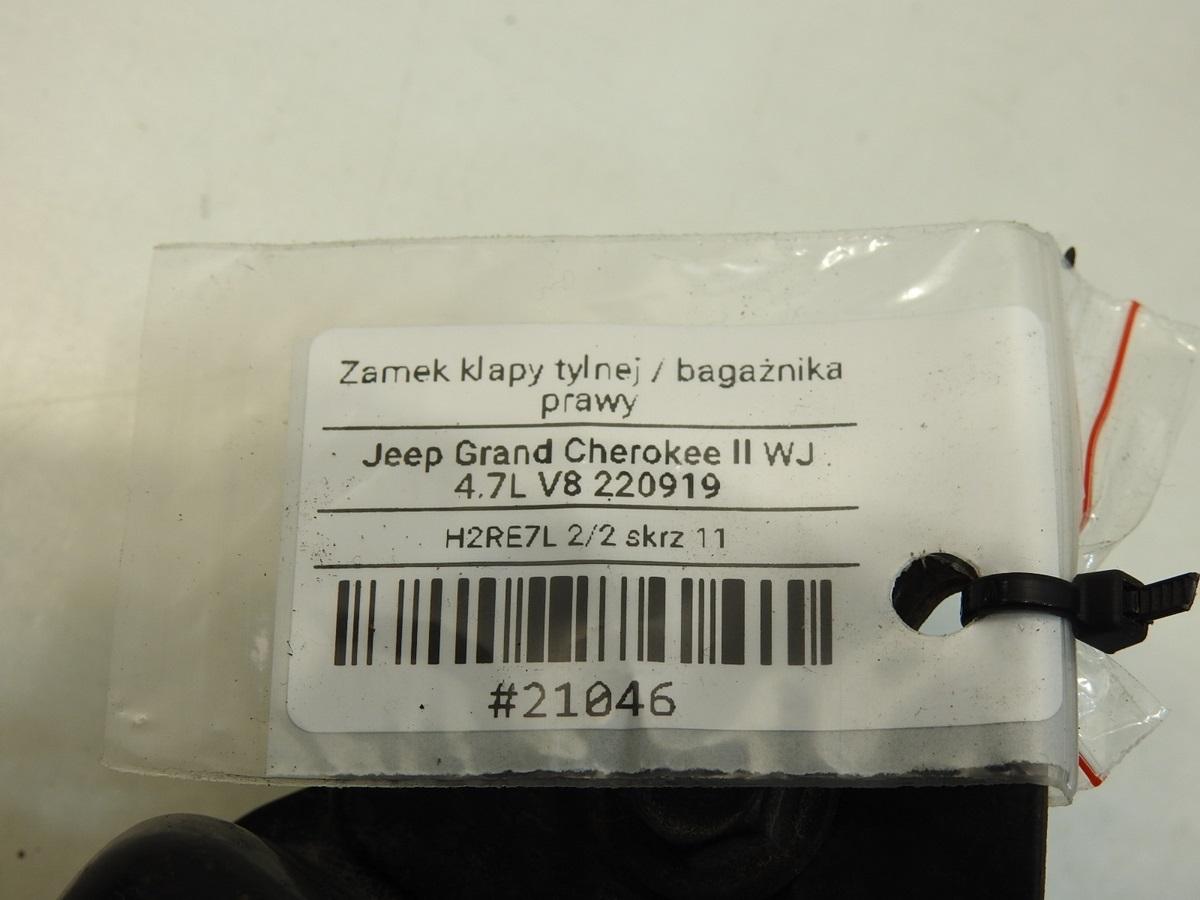 Zamek klapy tylnej / bagażnika
prawy
Jeep Grand Cherokee II WJ
4.7L V8 220919
H2RE7L 2/2 skrz 11
#21046